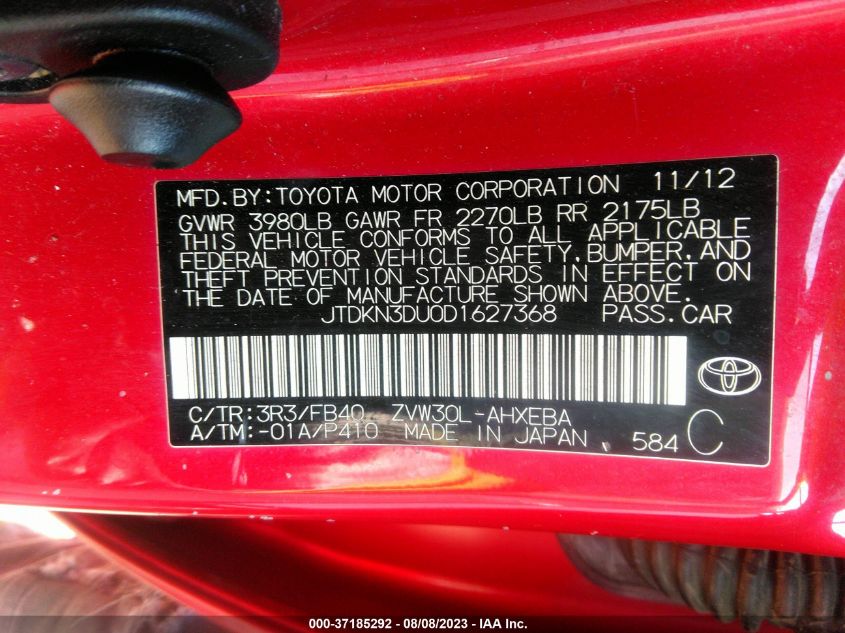 MFD.BY:TOYOTA MOTOR CORPORATION 11/12
GVWR 3980LB GAWR FR 2270LB RR 2175LB
THIS VEHICLE CONFORMS TO ALL APPLICABLE
FEDERAL MOTOR VEHICLE SAFETY,BUMPER,AND
THEFT PREVENTION STANDARDS IN EFFECT ON
THE DATE OF MANUFACTURE SHOWN ABOVE.
JTDKN3DU0D1627368 PASS.CAR
C/TR:3R3/FB40 ZVW30L-AHXEBA
A/TM:-01A/P410 MADE IN JAPAN 584 C
000-37185292 - 08/08/2023 - IAA Inc.